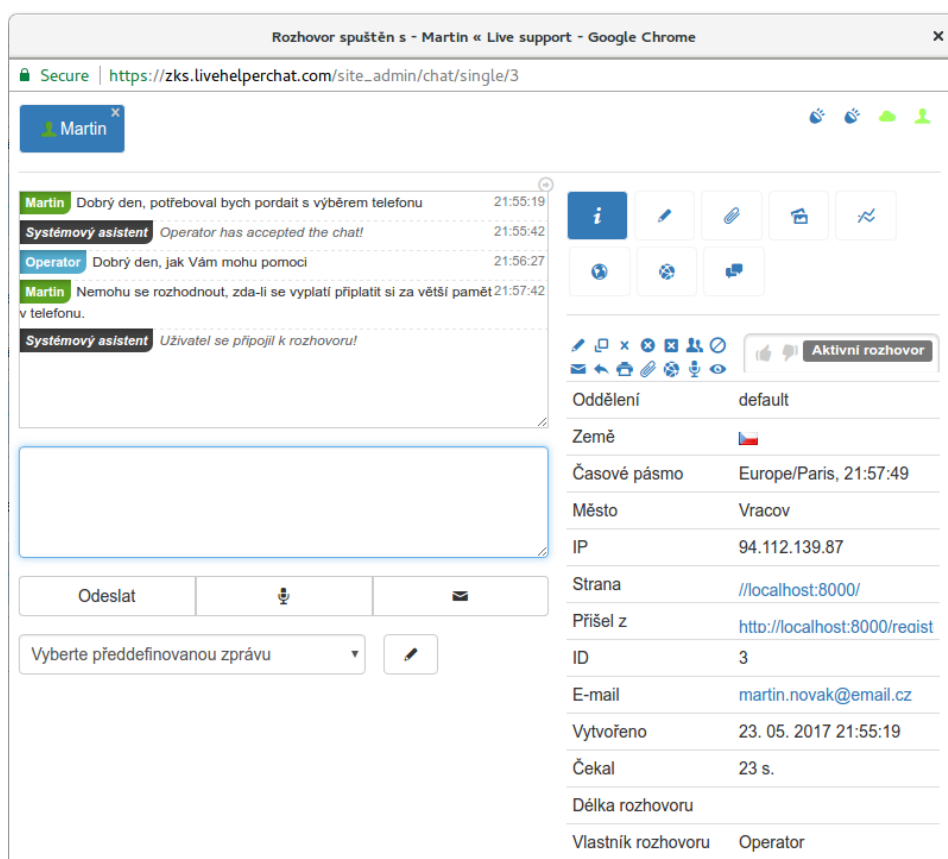 Rozhovor spuštěn s - Martin « Live support - Google Chrome
Secure | https://zks.livehelperchat.com/site_admin/chat/single/3
Martin
Martin Dobrý den, potřeboval bych pordait s výběrem telefonu 21:55:19
Systémový asistent Operator has accepted the chat! 21:55:42
Operator Dobrý den, jak Vám mohu pomoci 21:56:27
Martin Nemohu se rozhodnout, zda-li se vyplatí připlatit si za větší pamět 21:57:42
v telefonu.
Systémový asistent Uživatel se připojil k rozhovoru!
Odeslat
Vyberte předdefinovanou zprávu
Aktivní rozhovor
Oddělení default
Země
Časové pásmo Europe/Paris, 21:57:49
Město Vracov
IP 94.112.139.87
Strana //localhost:8000/
Přišel z http://localhost:8000/regist
ID 3
E-mail martin.novak@email.cz
Vytvořeno 23. 05. 2017 21:55:19
Čekal 23 s.
Délka rozhovoru
Vlastník rozhovoru Operator